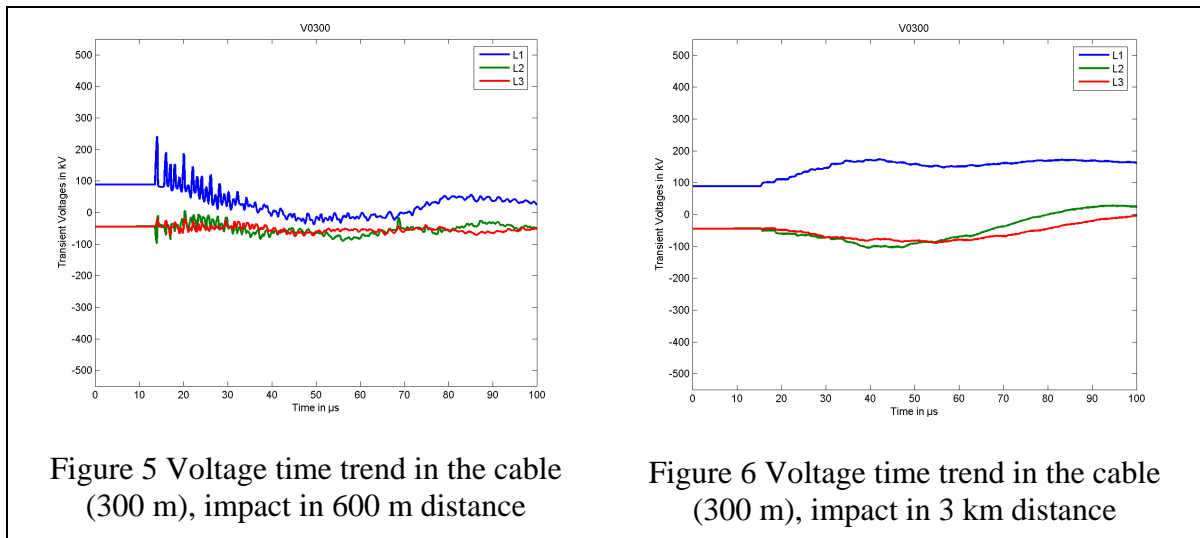 V0300
500
400
300
200
100
0
-100
-200
-300
-400
-500
Transient Voltages in kV
0 10 20 30 40 50 60 70 80 90 100
Time in µs
L1
L2
L3
Figure 5 Voltage time trend in the cable
(300 m), impact in 600 m distance
V0300
500
400
300
200
100
0
-100
-200
-300
-400
-500
Transient Voltages in kV
0 10 20 30 40 50 60 70 80 90 100
Time in µs
L1
L2
L3
Figure 6 Voltage time trend in the cable
(300 m), impact in 3 km distance